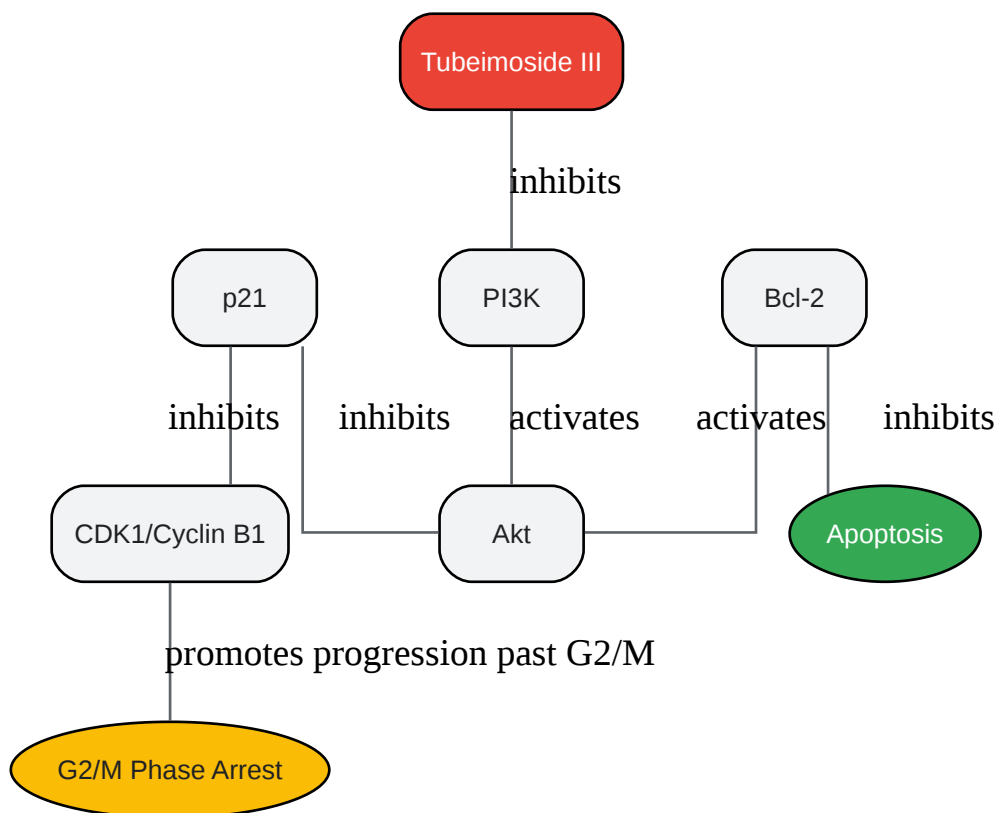 Tubeimoside III
inhibits
p21
PI3K
Bcl-2
inhibits
inhibits
activates
activates
inhibits
CDK1/Cyclin B1
Akt
Apoptosis
promotes progression past G2/M
G2/M Phase Arrest